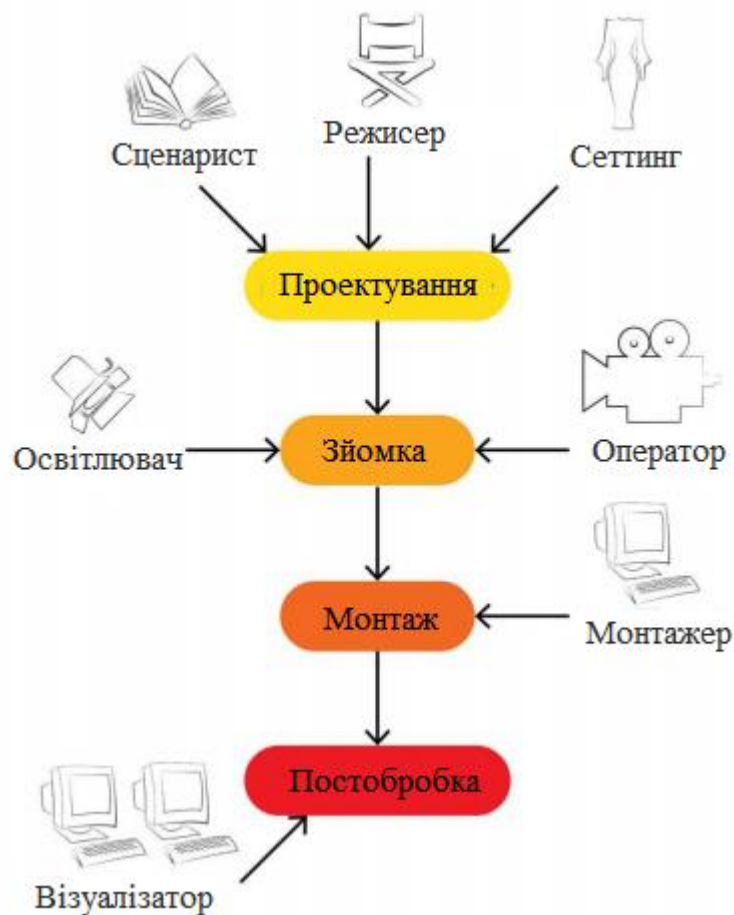 Сценарист
Режисер
Сеттинг
Проектування
Освітлювач
Зйомка
Оператор
Монтаж
Монтажер
Постобробка
Візуалізатор